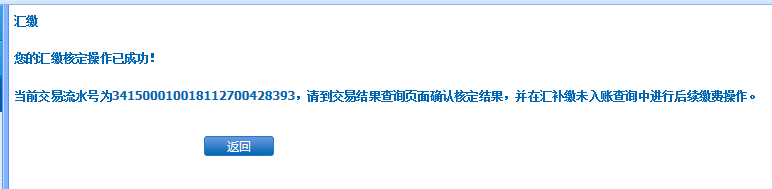 汇缴
您的汇缴核定操作已成功！
当前交易流水号为341500010018112700428393，请到交易结果查询页面确认核定结果，并在汇补缴未入账查询中进行后续缴费操作。
返回